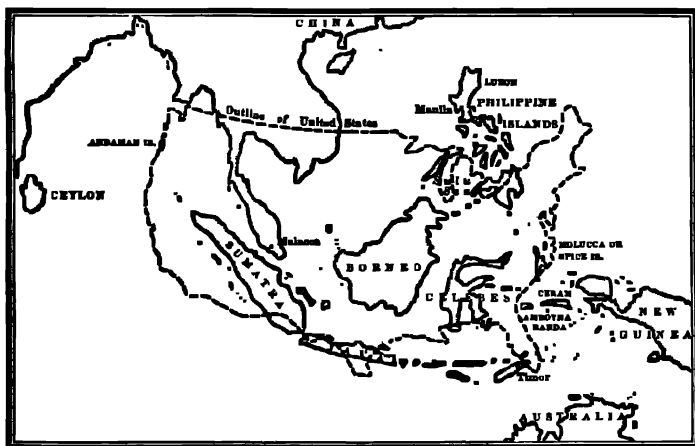 CHINA
LUZON
Manila
PHILIPPINE
ISLANDS
Outline of United States
ANDAMAN IS.
CEYLON
Malacca
SUMATRA
BORNEO
CELEBES
MOLUCCA OR
SPICE IS.
CERAM
AMBOYNA
BANDA
NEW
GUINEA
Timor
AUSTRALIA